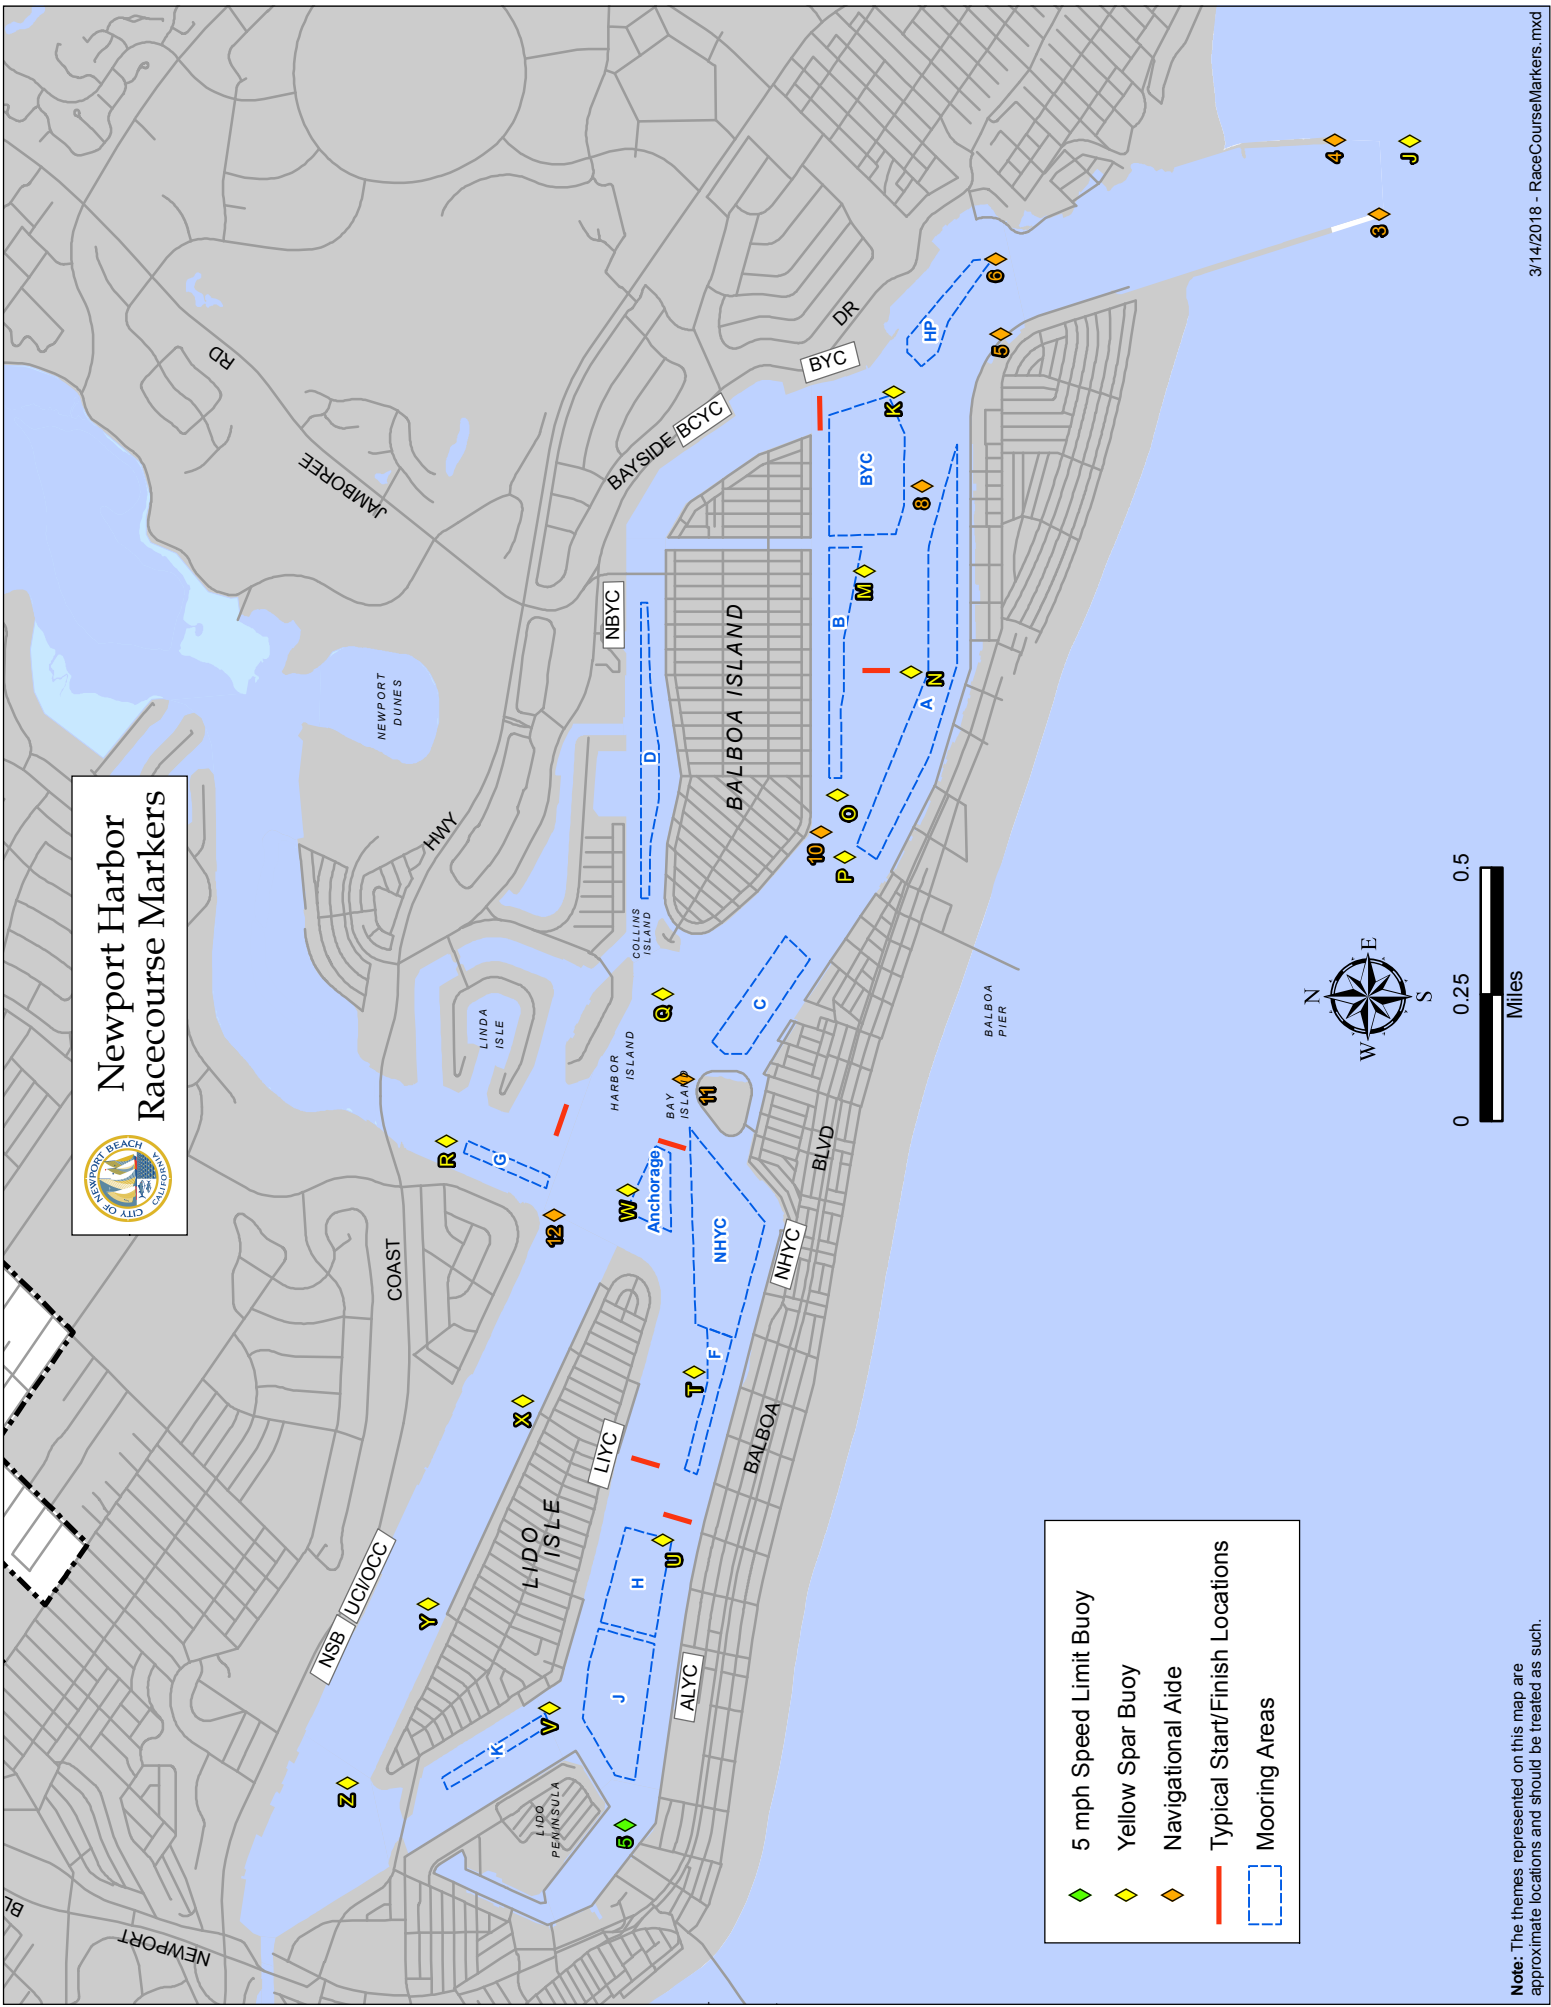 Newport Harbor
Racecourse Markers
CITY OF NEWPORT BEACH
CALIFORNIA
BL
NEWPORT
COAST
HWY
JAMBOREE
RD
BAYSIDE
DR
BALBOA
BLVD
NEWPORT
DUNES
LINDA
ISLE
HARBOR
ISLAND
COLLINS
ISLAND
BAY
ISLAND
BALBOA ISLAND
LIDO
ISLE
LIDO
PENINSULA
BALBOA
PIER
NSB
UCI/OCC
LIYC
ALYC
NHYC
NBYC
BCYC
BYC
Z
Y
X
V
U
T
W
R
Q
P
O
N
M
K
J
5
12
11
10
8
6
5
4
3
K
J
H
F
NHYC
Anchorage
G
C
D
B
A
BYC
HP
N
E
S
W
0
0.25
0.5
Miles
5 mph Speed Limit Buoy
Yellow Spar Buoy
Navigational Aide
Typical Start/Finish Locations
Mooring Areas
Note: The themes represented on this map are
approximate locations and should be treated as such.
3/14/2018 - RaceCourseMarkers.mxd